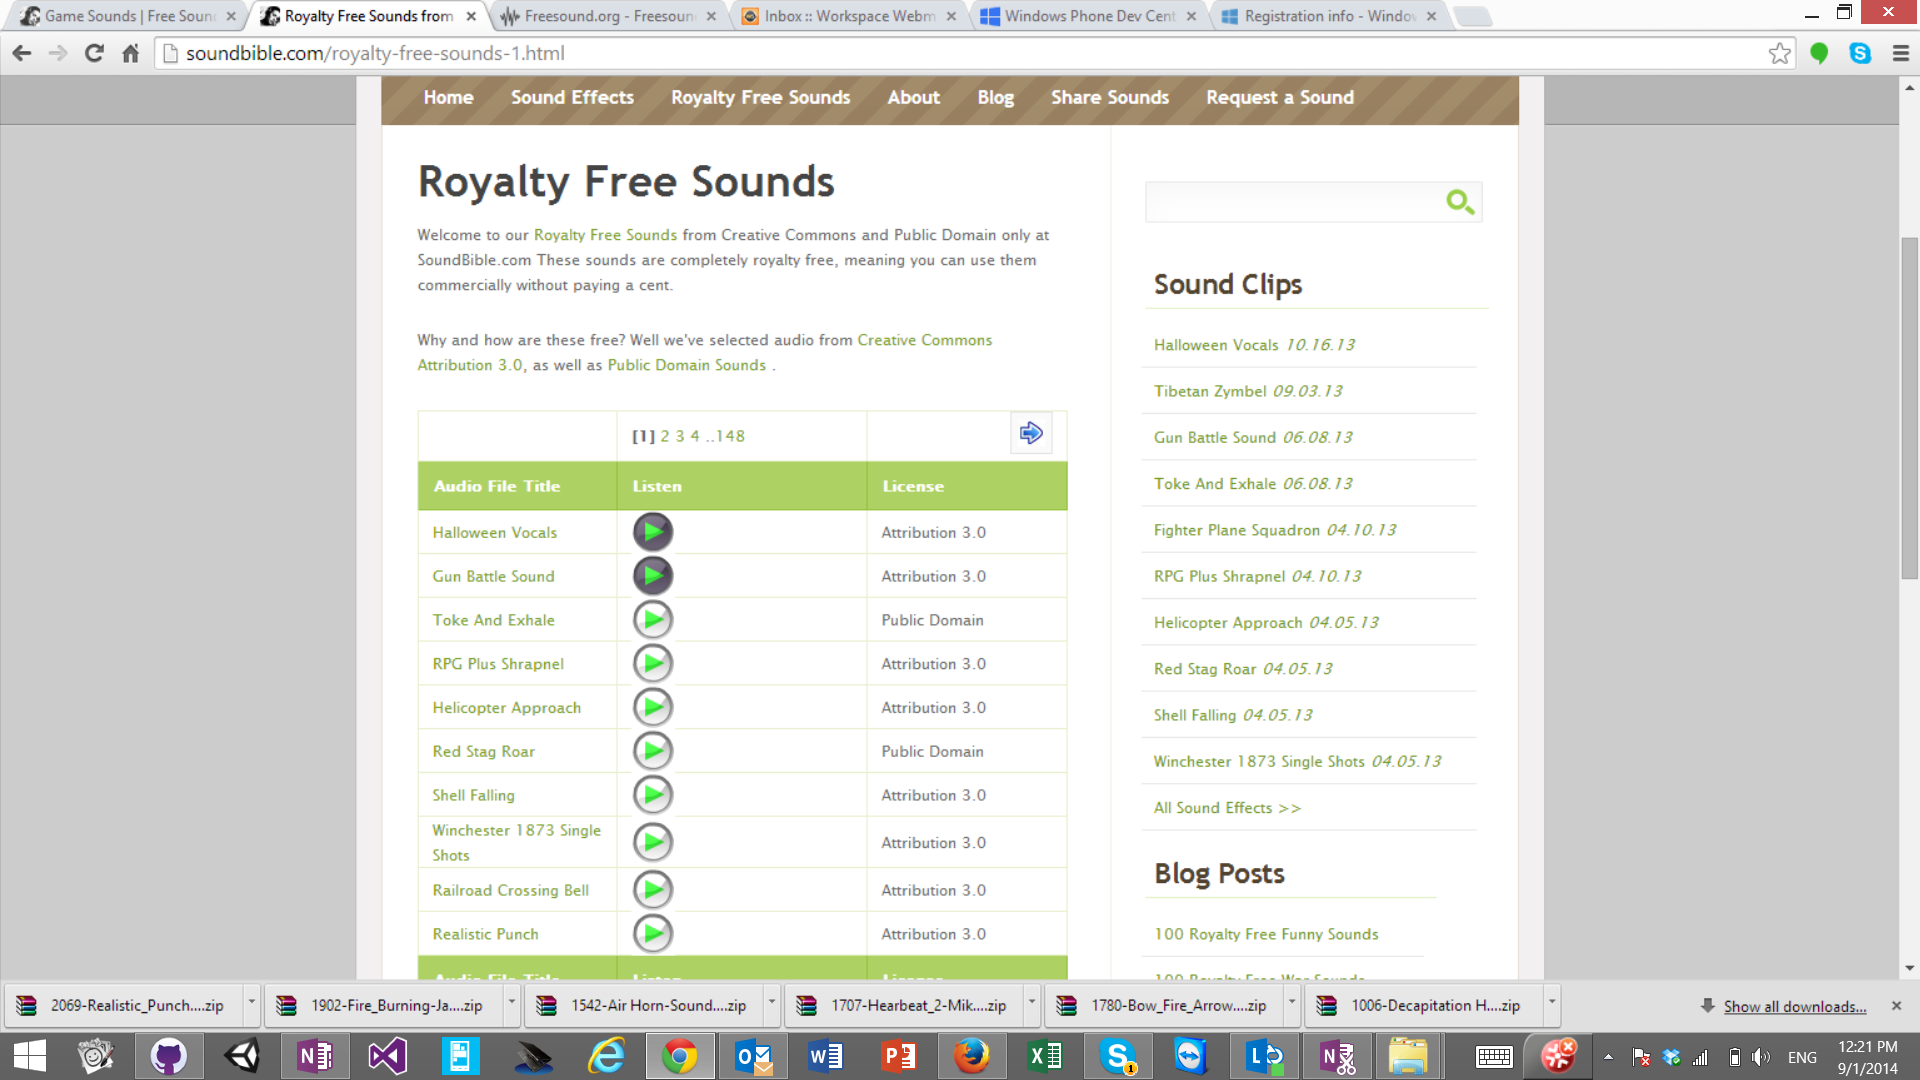 Game Sounds | Free Soun
Royalty Free Sounds from
Freesound.org - Freesoun
Inbox :: Workspace Webm
Windows Phone Dev Cent
Registration info - Window
soundbible.com/royalty-free-sounds-1.html
Home Sound Effects Royalty Free Sounds About Blog Share Sounds Request a Sound
Royalty Free Sounds
Welcome to our Royalty Free Sounds from Creative Commons and Public Domain only at
SoundBible.com These sounds are completely royalty free, meaning you can use them
commercially without paying a cent.
Why and how are these free? Well we've selected audio from Creative Commons
Attribution 3.0, as well as Public Domain Sounds .
[1] 2 3 4 ..148
Audio File Title Listen License
Halloween Vocals Attribution 3.0
Gun Battle Sound Attribution 3.0
Toke And Exhale Public Domain
RPG Plus Shrapnel Attribution 3.0
Helicopter Approach Attribution 3.0
Red Stag Roar Public Domain
Shell Falling Attribution 3.0
Winchester 1873 Single
Shots Attribution 3.0
Railroad Crossing Bell Attribution 3.0
Realistic Punch Attribution 3.0
Audio File Title Listen License
Sound Clips
Halloween Vocals 10.16.13
Tibetan Zymbel 09.03.13
Gun Battle Sound 06.08.13
Toke And Exhale 06.08.13
Fighter Plane Squadron 04.10.13
RPG Plus Shrapnel 04.10.13
Helicopter Approach 04.05.13
Red Stag Roar 04.05.13
Shell Falling 04.05.13
Winchester 1873 Single Shots 04.05.13
All Sound Effects >>
Blog Posts
100 Royalty Free Funny Sounds
100 Royalty Free War Sounds
2069-Realistic_Punch....zip
1902-Fire_Burning-Ja....zip
1542-Air Horn-Sound....zip
1707-Hearbeat_2-Mik....zip
1780-Bow_Fire_Arrow....zip
1006-Decapitation H....zip
Show all downloads...
ENG
12:21 PM
9/1/2014